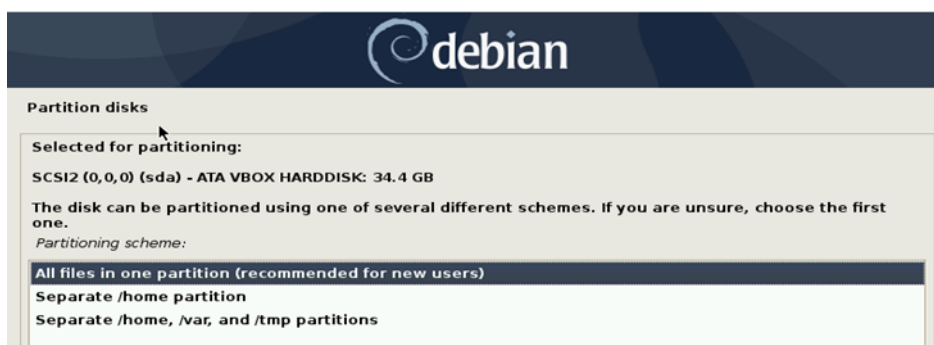 debian
Partition disks
Selected for partitioning:
SCSI2 (0,0,0) (sda) - ATA VBOX HARDDISK: 34.4 GB
The disk can be partitioned using one of several different schemes. If you are unsure, choose the first
one.
Partitioning scheme:
All files in one partition (recommended for new users)
Separate /home partition
Separate /home, /var, and /tmp partitions